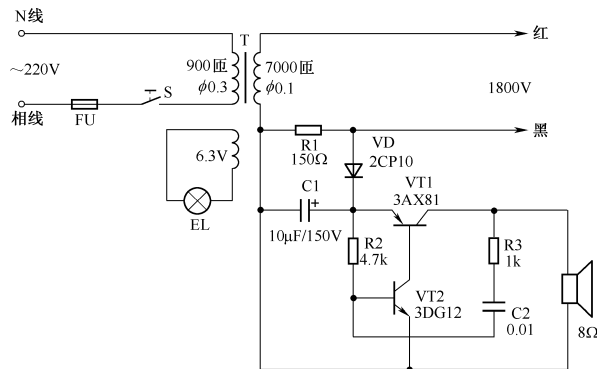 N线
~220V
相线
FU
S
T
900匝
ϕ0.3
7000匝
ϕ0.1
红
1800V
黑
6.3V
EL
R1
150Ω
VD
2CP10
C1
+
10μF/150V
VT1
3AX81
R2
4.7k
R3
1k
VT2
3DG12
C2
0.01
8Ω